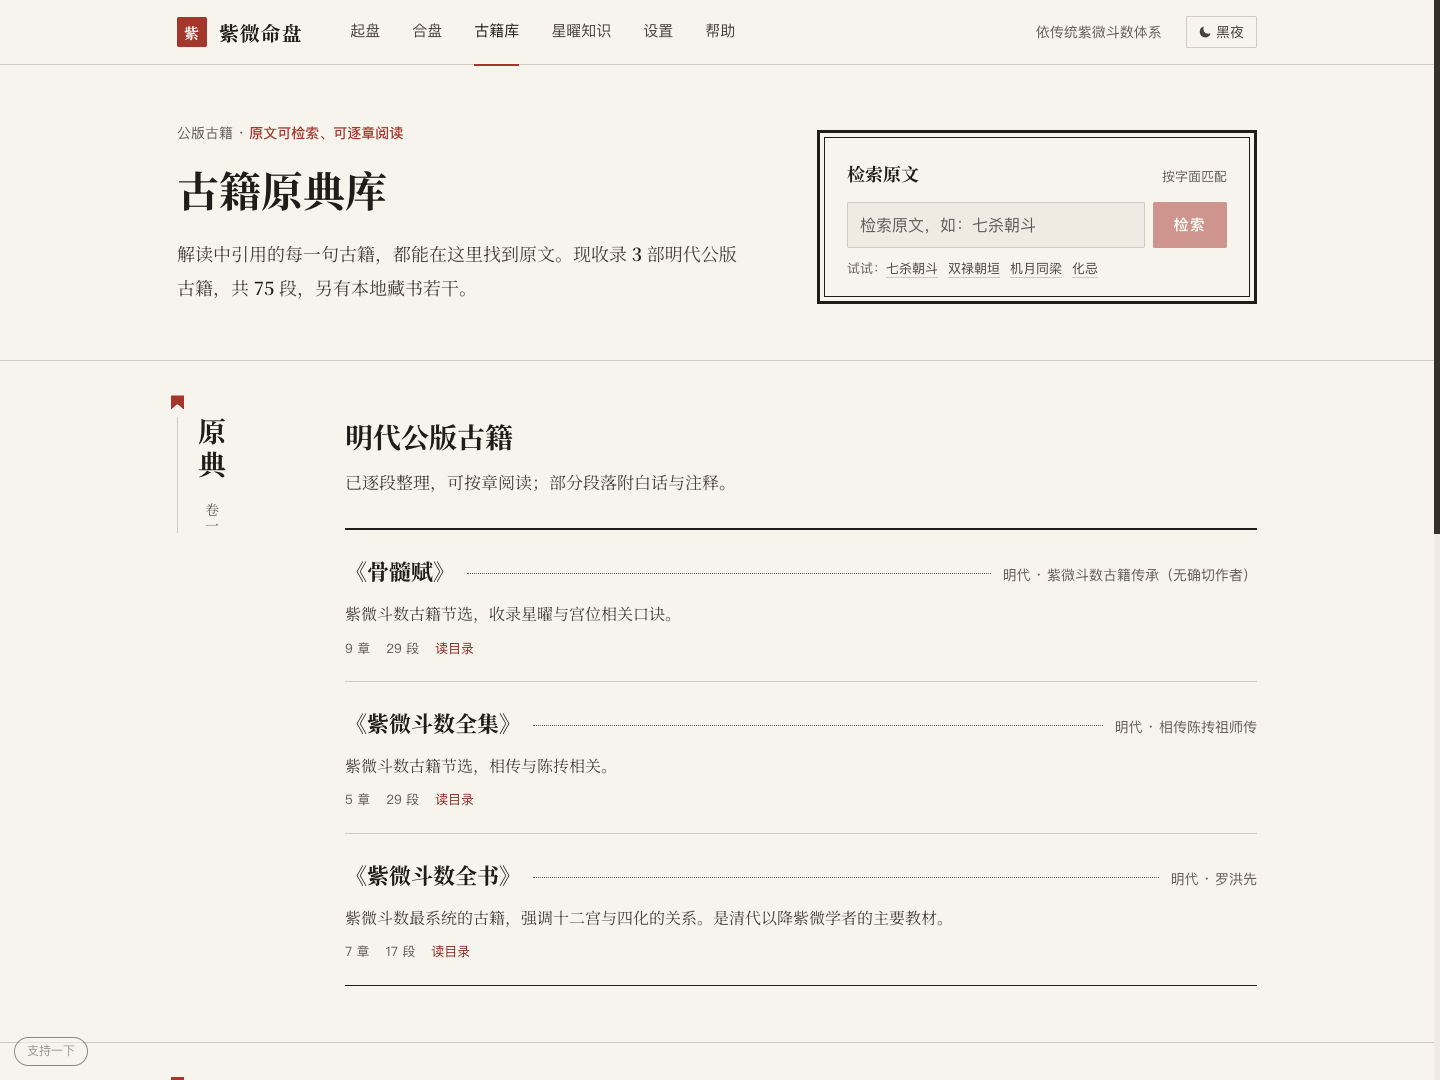 紫 紫微命盘 起盘 合盘 古籍库 星曜知识 设置 帮助 依传统紫微斗数体系 黑夜
公版古籍 · 原文可检索、可逐章阅读
古籍原典库
解读中引用的每一句古籍，都能在这里找到原文。现收录 3 部明代公版
古籍，共 75 段，另有本地藏书若干。
检索原文 按字面匹配
检索原文，如：七杀朝斗 检索
试试： 七杀朝斗 双禄朝垣 机月同梁 化忌
原典
卷一
明代公版古籍
已逐段整理，可按章阅读；部分段落附白话与注释。
《骨髓赋》 明代 · 紫微斗数古籍传承（无确切作者）
紫微斗数古籍节选，收录星曜与宫位相关口诀。
9 章 29 段 读目录
《紫微斗数全集》 明代 · 相传陈抟祖师传
紫微斗数古籍节选，相传与陈抟相关。
5 章 29 段 读目录
《紫微斗数全书》 明代 · 罗洪先
紫微斗数最系统的古籍，强调十二宫与四化的关系。是清代以降紫微学者的主要教材。
7 章 17 段 读目录
支持一下